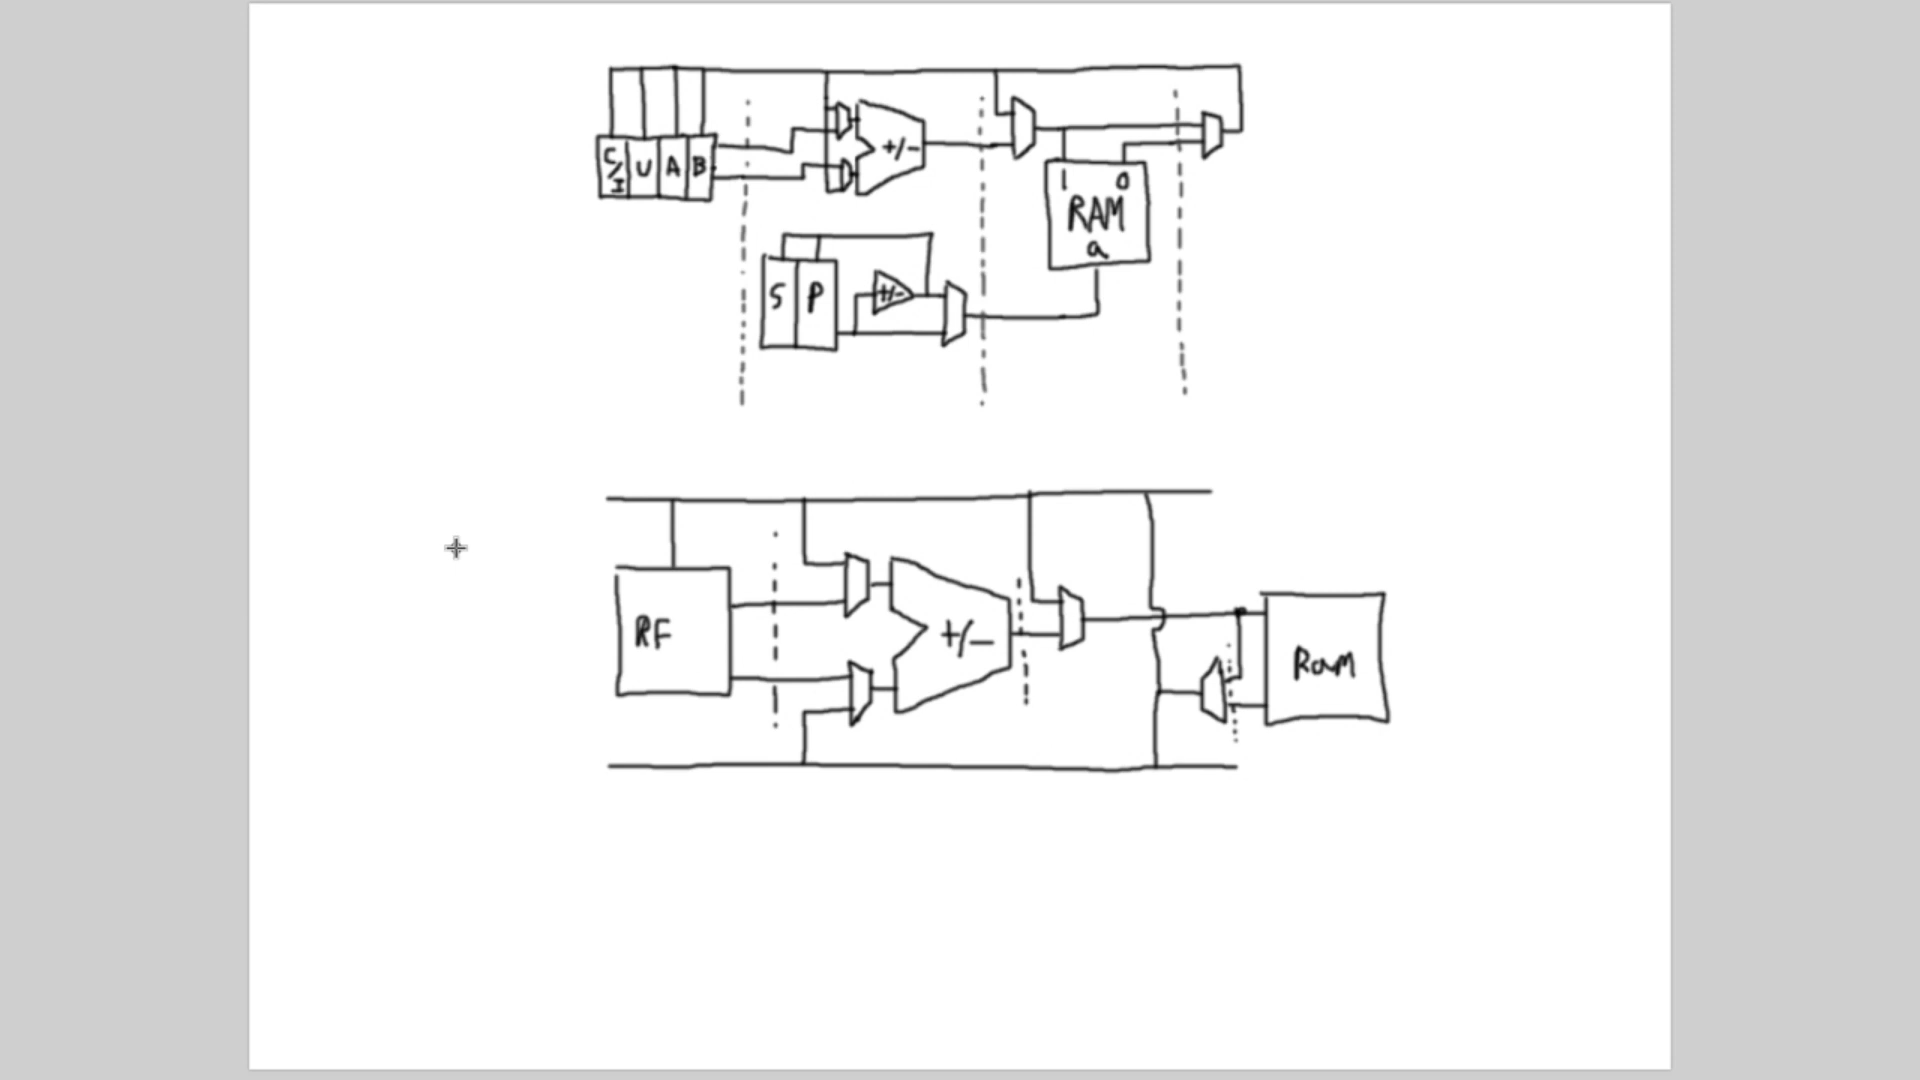 C/I U A B
+/-
I O
RAM
a
S P
+/-
RF
+/-
RaM